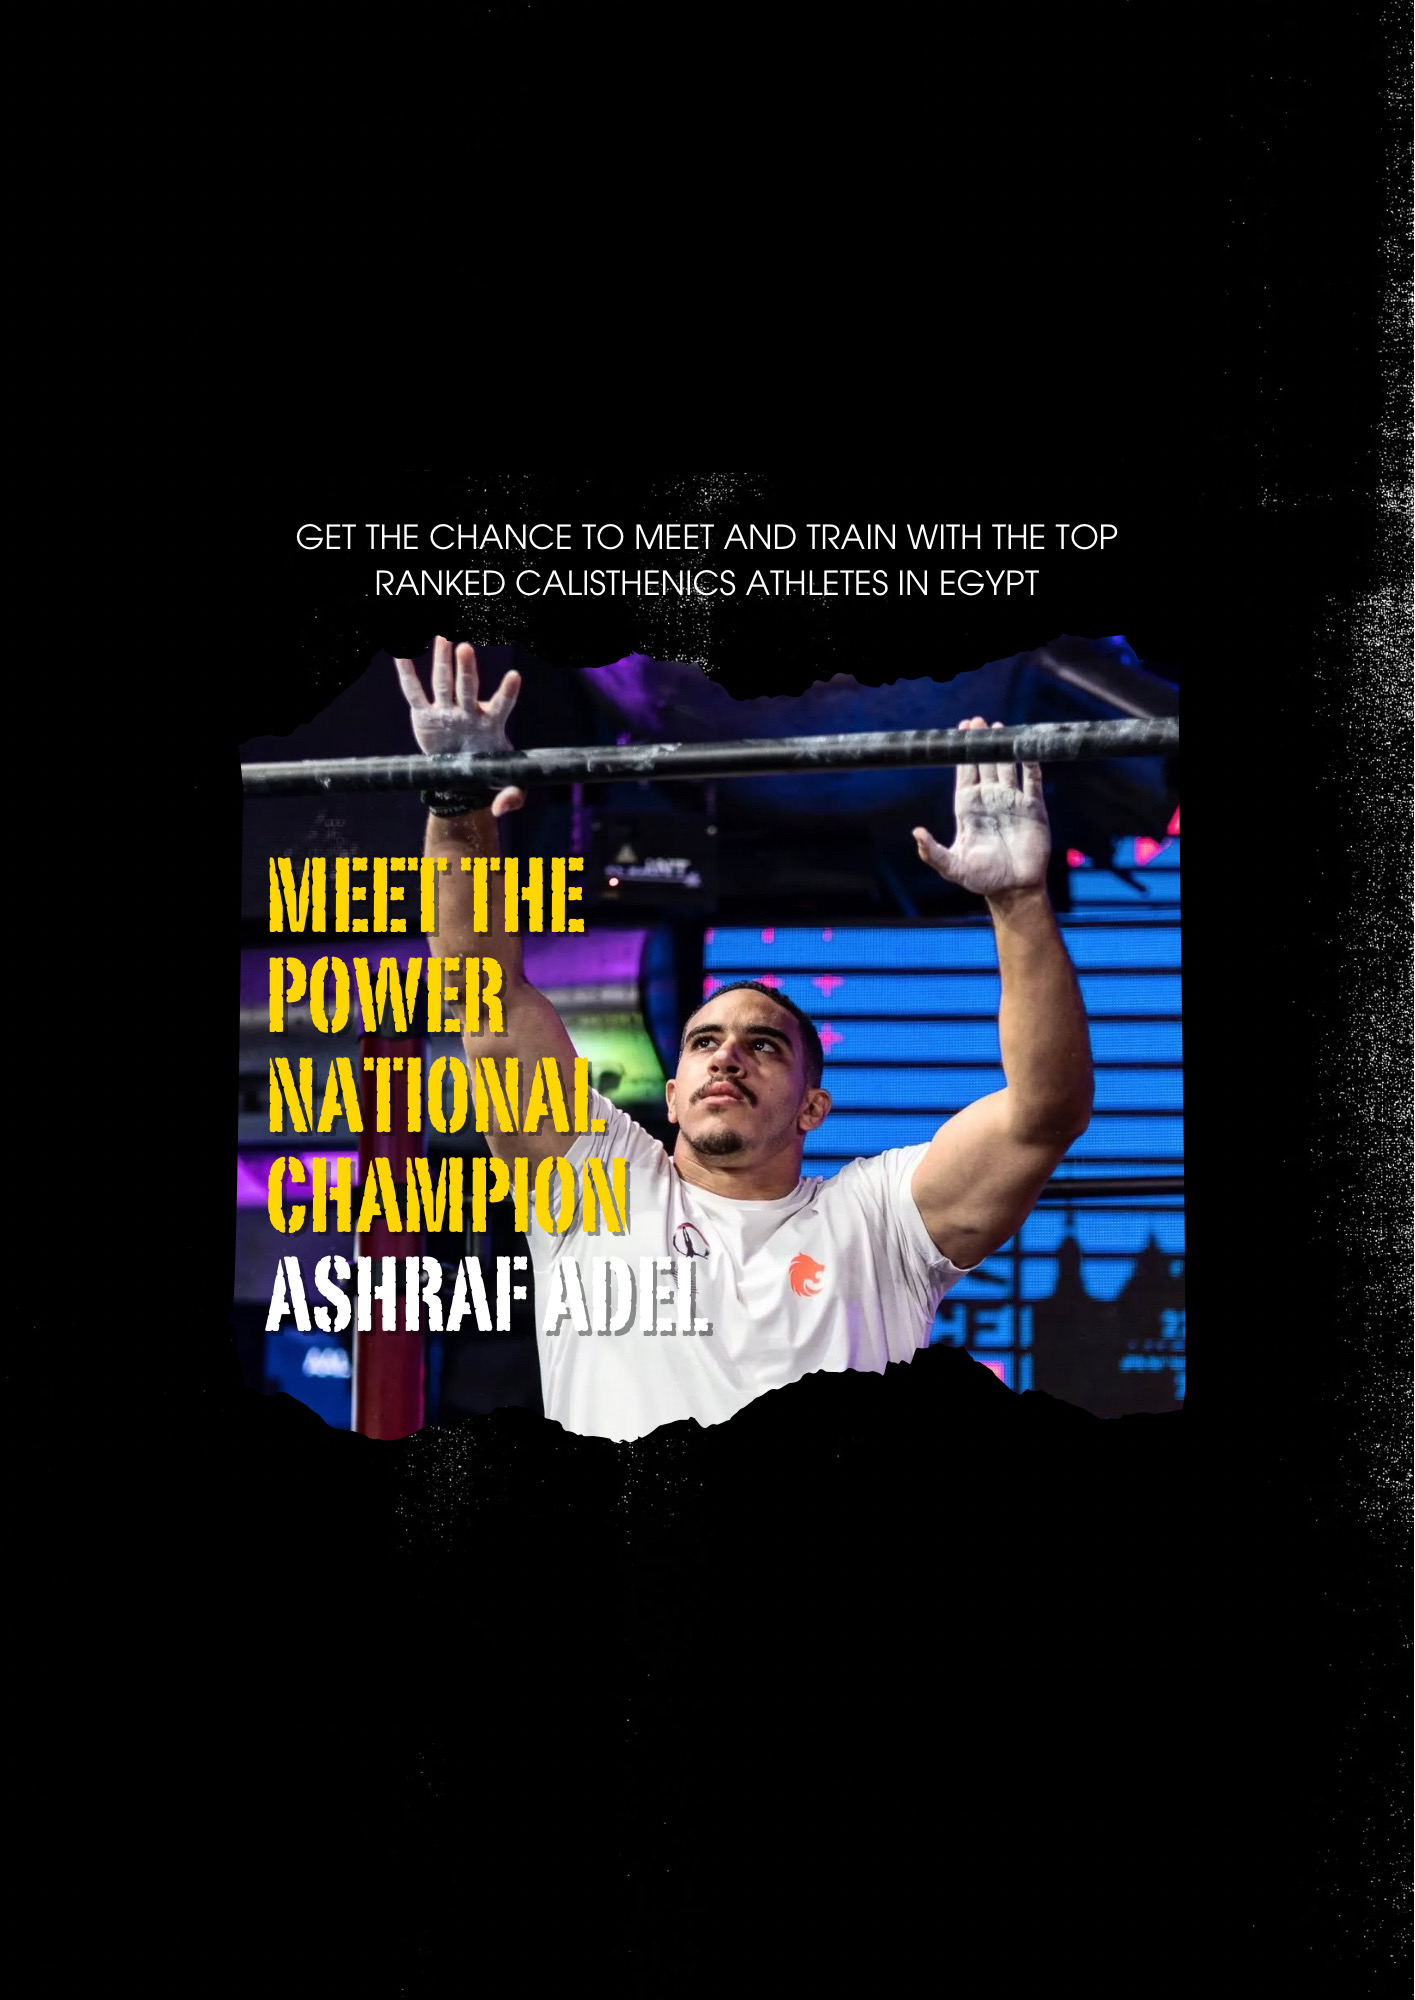 GET THE CHANCE TO MEET AND TRAIN WITH THE TOP
RANKED CALISTHENICS ATHLETES IN EGYPT
MEET THE
POWER
NATIONAL
CHAMPION
ASHRAF ADEL